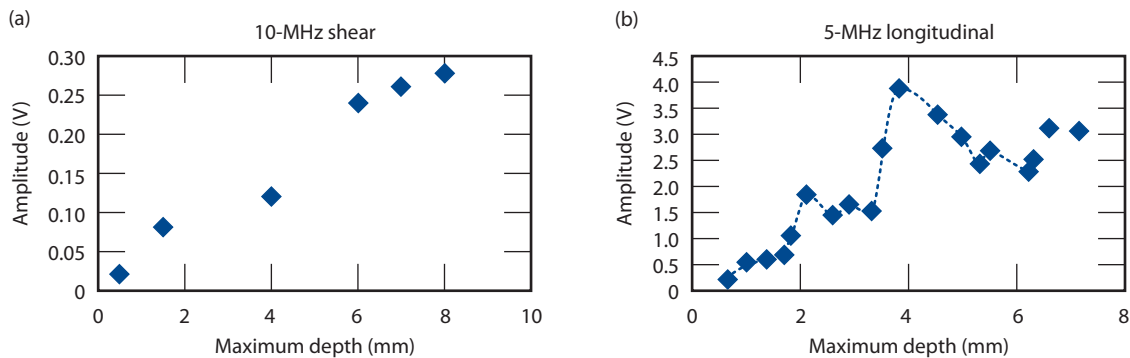 (a)
10-MHz shear
0.30
0.25
0.20
0.15
0.10
0.05
0
Amplitude (V)
0 2 4 6 8 10
Maximum depth (mm)
(b)
5-MHz longitudinal
4.5
4.0
3.5
3.0
2.5
2.0
1.5
1.0
0.5
0
Amplitude (V)
0 2 4 6 8
Maximum depth (mm)